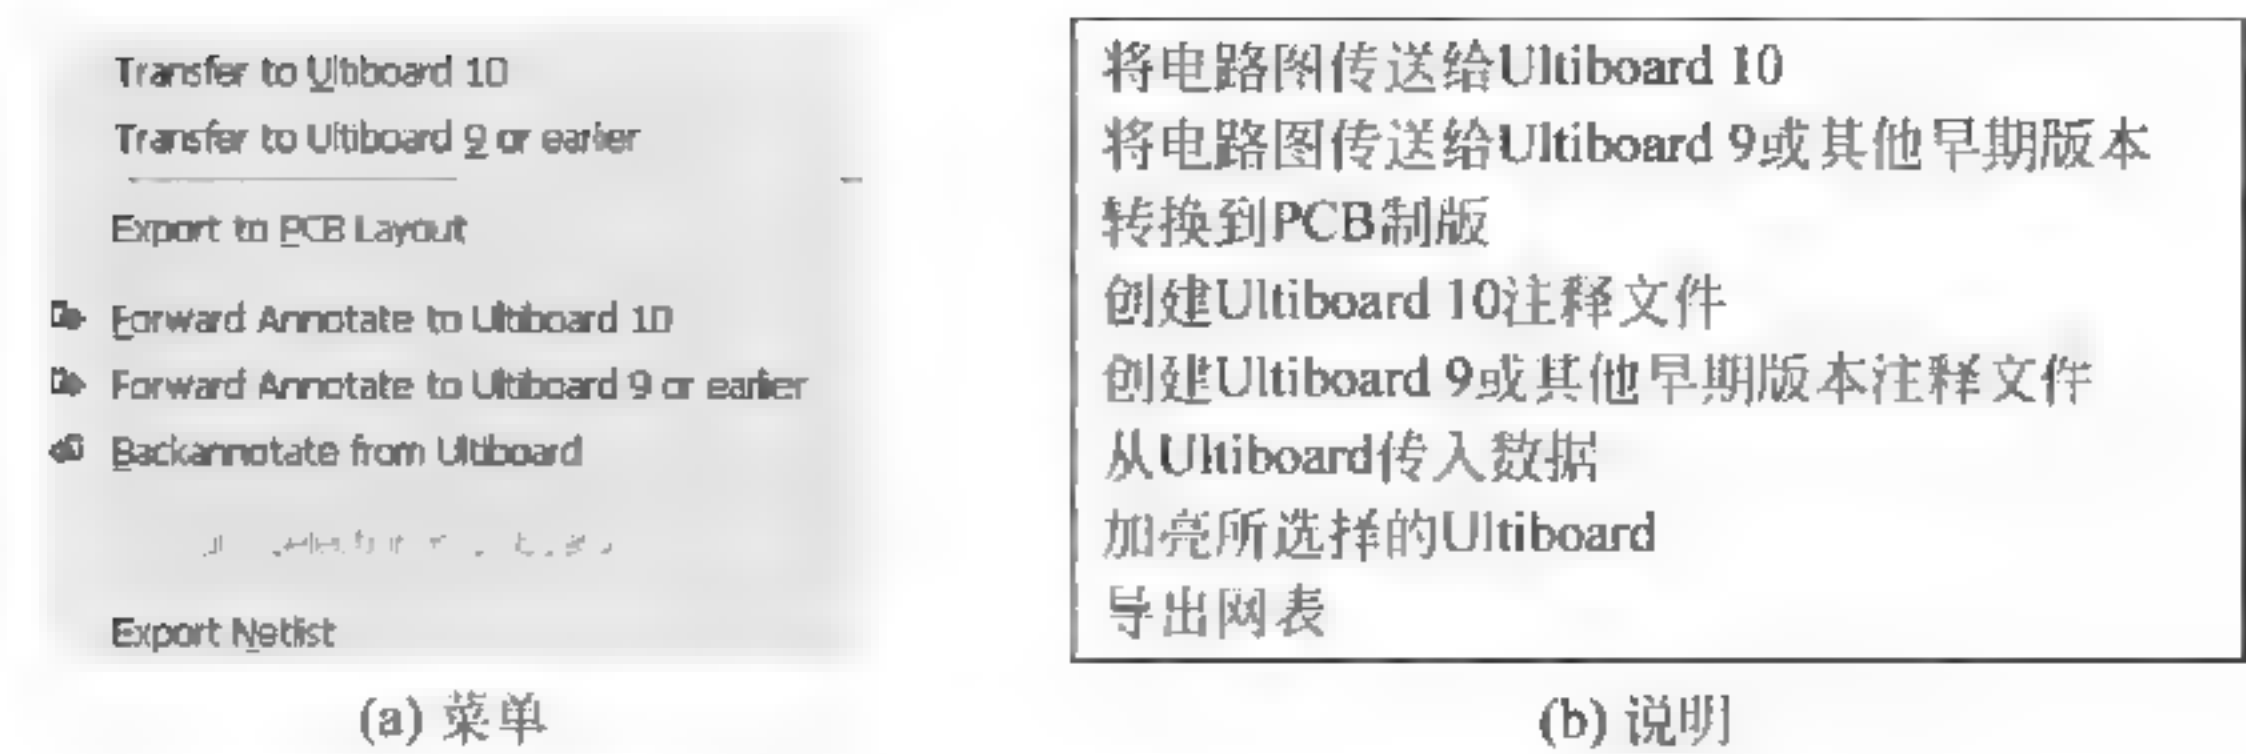 Transfer to Ultiboard 10
Transfer to Ultiboard 9 or earlier
Export to PCB Layout
Forward Annotate to Ultiboard 10
Forward Annotate to Ultiboard 9 or earlier
Backannotate from Ultiboard
Export Netlist
(a) 菜单
将电路图传送给Ultiboard 10
将电路图传送给Ultiboard 9或其他早期版本
转换到PCB制版
创建Ultiboard 10注释文件
创建Ultiboard 9或其他早期版本注释文件
从Ultiboard传入数据
加亮所选择的Ultiboard
导出网表
(b) 说明